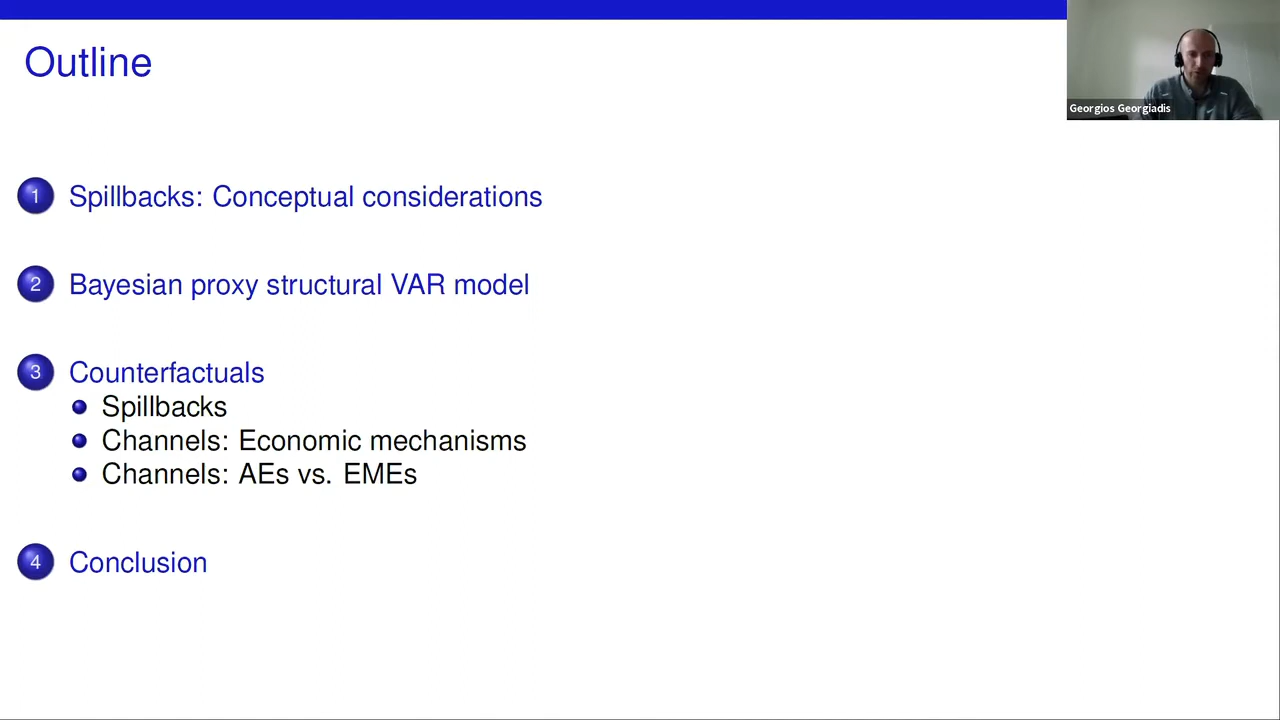 Outline
Georgios Georgiadis
1 Spillbacks: Conceptual considerations
2 Bayesian proxy structural VAR model
3 Counterfactuals
Spillbacks
Channels: Economic mechanisms
Channels: AEs vs. EMEs
4 Conclusion